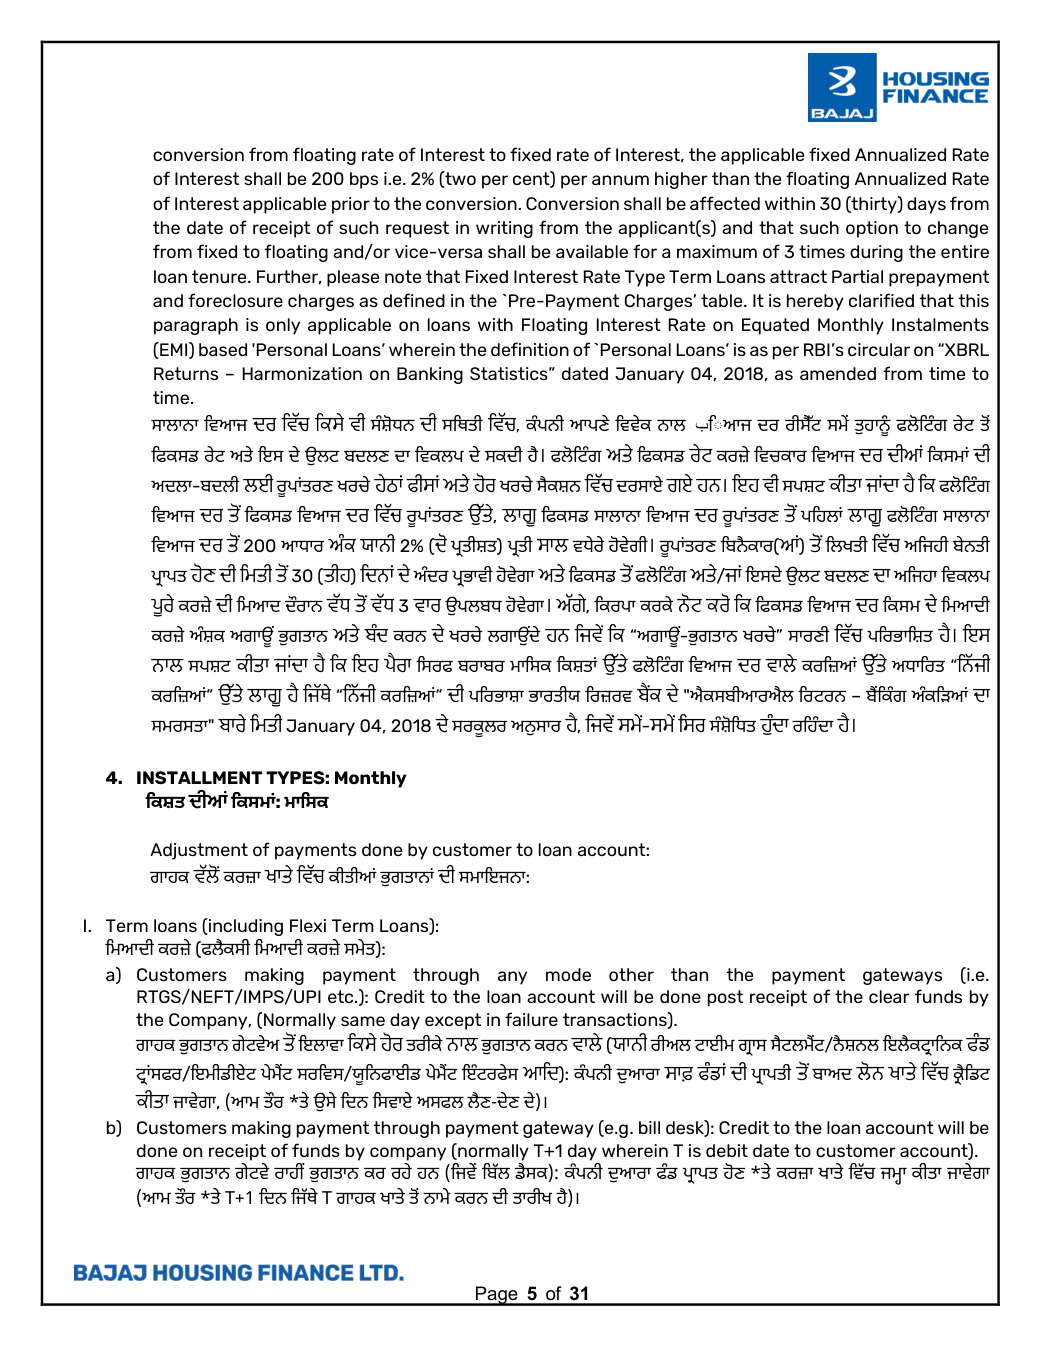 HOUSING
FINANCE
BAJAJ
conversion from floating rate of Interest to fixed rate of Interest, the applicable fixed Annualized Rate
of Interest shall be 200 bps i.e. 2% (two per cent) per annum higher than the floating Annualized Rate
of Interest applicable prior to the conversion. Conversion shall be affected within 30 (thirty) days from
the date of receipt of such request in writing from the applicant(s) and that such option to change
from fixed to floating and/or vice-versa shall be available for a maximum of 3 times during the entire
loan tenure. Further, please note that Fixed Interest Rate Type Term Loans attract Partial prepayment
and foreclosure charges as defined in the `Pre-Payment Charges’ table. It is hereby clarified that this
paragraph is only applicable on loans with Floating Interest Rate on Equated Monthly Instalments
(EMI) based 'Personal Loans’ wherein the definition of `Personal Loans’ is as per RBI’s circular on “XBRL
Returns – Harmonization on Banking Statistics” dated January 04, 2018, as amended from time to
time.
ਸਾਲਾਨਾ ਵਿਆਜ ਦਰ ਵਿੱਚ ਕਿਸੇ ਵੀ ਸੰਸ਼ੋਧਨ ਦੀ ਸਥਿਤੀ ਵਿੱਚ, ਕੰਪਨੀ ਆਪਣੇ ਵਿਵੇਕ ਨਾਲ ਬਿਆਜ ਦਰ ਰੀਸੈੱਟ ਸਮੇਂ ਤੁਹਾਨੂੰ ਫਲੋਟਿੰਗ ਰੇਟ ਤੋਂ
ਫਿਕਸਡ ਰੇਟ ਅਤੇ ਇਸ ਦੇ ਉਲਟ ਬਦਲਣ ਦਾ ਵਿਕਲਪ ਦੇ ਸਕਦੀ ਹੈ। ਫਲੋਟਿੰਗ ਅਤੇ ਫਿਕਸਡ ਰੇਟ ਕਰਜ਼ੇ ਵਿਚਕਾਰ ਵਿਆਜ ਦਰ ਦੀਆਂ ਕਿਸਮਾਂ ਦੀ
ਅਦਲਾ-ਬਦਲੀ ਲਈ ਰੂਪਾਂਤਰਣ ਖਰਚੇ ਹੇਠਾਂ ਫੀਸਾਂ ਅਤੇ ਹੋਰ ਖਰਚੇ ਸੈਕਸ਼ਨ ਵਿੱਚ ਦਰਸਾਏ ਗਏ ਹਨ। ਇਹ ਵੀ ਸਪਸ਼ਟ ਕੀਤਾ ਜਾਂਦਾ ਹੈ ਕਿ ਫਲੋਟਿੰਗ
ਵਿਆਜ ਦਰ ਤੋਂ ਫਿਕਸਡ ਵਿਆਜ ਦਰ ਵਿੱਚ ਰੂਪਾਂਤਰਣ ਉੱਤੇ, ਲਾਗੂ ਫਿਕਸਡ ਸਾਲਾਨਾ ਵਿਆਜ ਦਰ ਰੂਪਾਂਤਰਣ ਤੋਂ ਪਹਿਲਾਂ ਲਾਗੂ ਫਲੋਟਿੰਗ ਸਾਲਾਨਾ
ਵਿਆਜ ਦਰ ਤੋਂ 200 ਆਧਾਰ ਅੰਕ ਯਾਨੀ 2% (ਦੋ ਪ੍ਰਤੀਸ਼ਤ) ਪ੍ਰਤੀ ਸਾਲ ਵਧੇਰੇ ਹੋਵੇਗੀ। ਰੂਪਾਂਤਰਣ ਬਿਨੈਕਾਰ(ਆਂ) ਤੋਂ ਲਿਖਤੀ ਵਿੱਚ ਅਜਿਹੀ ਬੇਨਤੀ
ਪ੍ਰਾਪਤ ਹੋਣ ਦੀ ਮਿਤੀ ਤੋਂ 30 (ਤੀਹ) ਦਿਨਾਂ ਦੇ ਅੰਦਰ ਪ੍ਰਭਾਵੀ ਹੋਵੇਗਾ ਅਤੇ ਫਿਕਸਡ ਤੋਂ ਫਲੋਟਿੰਗ ਅਤੇ/ਜਾਂ ਇਸਦੇ ਉਲਟ ਬਦਲਣ ਦਾ ਅਜਿਹਾ ਵਿਕਲਪ
ਪੂਰੇ ਕਰਜ਼ੇ ਦੀ ਮਿਆਦ ਦੌਰਾਨ ਵੱਧ ਤੋਂ ਵੱਧ 3 ਵਾਰ ਉਪਲਬਧ ਹੋਵੇਗਾ। ਅੱਗੇ, ਕਿਰਪਾ ਕਰਕੇ ਨੋਟ ਕਰੋ ਕਿ ਫਿਕਸਡ ਵਿਆਜ ਦਰ ਕਿਸਮ ਦੇ ਮਿਆਦੀ
ਕਰਜ਼ੇ ਅੰਸ਼ਕ ਅਗਾਊਂ ਭੁਗਤਾਨ ਅਤੇ ਬੰਦ ਕਰਨ ਦੇ ਖਰਚੇ ਲਗਾਉਂਦੇ ਹਨ ਜਿਵੇਂ ਕਿ “ਅਗਾਊਂ-ਭੁਗਤਾਨ ਖਰਚੇ” ਸਾਰਣੀ ਵਿੱਚ ਪਰਿਭਾਸ਼ਿਤ ਹੈ। ਇਸ
ਨਾਲ ਸਪਸ਼ਟ ਕੀਤਾ ਜਾਂਦਾ ਹੈ ਕਿ ਇਹ ਪੈਰਾ ਸਿਰਫ ਬਰਾਬਰ ਮਾਸਿਕ ਕਿਸ਼ਤਾਂ ਉੱਤੇ ਫਲੋਟਿੰਗ ਵਿਆਜ ਦਰ ਵਾਲੇ ਕਰਜ਼ਿਆਂ ਉੱਤੇ ਅਧਾਰਿਤ “ਨਿੱਜੀ
ਕਰਜ਼ਿਆਂ” ਉੱਤੇ ਲਾਗੂ ਹੈ ਜਿੱਥੇ “ਨਿੱਜੀ ਕਰਜ਼ਿਆਂ” ਦੀ ਪਰਿਭਾਸ਼ਾ ਭਾਰਤੀਯ ਰਿਜ਼ਰਵ ਬੈਂਕ ਦੇ "ਐਕਸਬੀਆਰਐਲ ਰਿਟਰਨ – ਬੈਂਕਿੰਗ ਅੰਕੜਿਆਂ ਦਾ
ਸਮਰਸਤਾ" ਬਾਰੇ ਮਿਤੀ January 04, 2018 ਦੇ ਸਰਕੂਲਰ ਅਨੁਸਾਰ ਹੈ, ਜਿਵੇਂ ਸਮੇਂ-ਸਮੇਂ ਸਿਰ ਸੰਸ਼ੋਧਿਤ ਹੁੰਦਾ ਰਹਿੰਦਾ ਹੈ।
4. INSTALLMENT TYPES: Monthly
ਕਿਸ਼ਤ ਦੀਆਂ ਕਿਸਮਾਂ: ਮਾਸਿਕ
Adjustment of payments done by customer to loan account:
ਗਾਹਕ ਵੱਲੋਂ ਕਰਜ਼ਾ ਖਾਤੇ ਵਿੱਚ ਕੀਤੀਆਂ ਭੁਗਤਾਨਾਂ ਦੀ ਸਮਾਇਜਨਾ:
I. Term loans (including Flexi Term Loans):
ਮਿਆਦੀ ਕਰਜ਼ੇ (ਫਲੈਕਸੀ ਮਿਆਦੀ ਕਰਜ਼ੇ ਸਮੇਤ):
a) Customers making payment through any mode other than the payment gateways (i.e.
RTGS/NEFT/IMPS/UPI etc.): Credit to the loan account will be done post receipt of the clear funds by
the Company, (Normally same day except in failure transactions).
ਗਾਹਕ ਭੁਗਤਾਨ ਗੇਟਵੇਅ ਤੋਂ ਇਲਾਵਾ ਕਿਸੇ ਹੋਰ ਤਰੀਕੇ ਨਾਲ ਭੁਗਤਾਨ ਕਰਨ ਵਾਲੇ (ਯਾਨੀ ਰੀਅਲ ਟਾਈਮ ਗ੍ਰਾਸ ਸੈਟਲਮੈਂਟ/ਨੈਸ਼ਨਲ ਇਲੈਕਟ੍ਰਾਨਿਕ ਫੰਡ
ਟ੍ਰਾਂਸਫਰ/ਇਮੀਡੀਏਟ ਪੇਮੈਂਟ ਸਰਵਿਸ/ਯੂਨਿਫਾਈਡ ਪੇਮੈਂਟ ਇੰਟਰਫੇਸ ਆਦਿ): ਕੰਪਨੀ ਦੁਆਰਾ ਸਾਫ਼ ਫੰਡਾਂ ਦੀ ਪ੍ਰਾਪਤੀ ਤੋਂ ਬਾਅਦ ਲੋਨ ਖਾਤੇ ਵਿੱਚ ਕ੍ਰੈਡਿਟ
ਕੀਤਾ ਜਾਵੇਗਾ, (ਆਮ ਤੌਰ *ਤੇ ਉਸੇ ਦਿਨ ਸਿਵਾਏ ਅਸਫਲ ਲੈਣ-ਦੇਣ ਦੇ)।
b) Customers making payment through payment gateway (e.g. bill desk): Credit to the loan account will be
done on receipt of funds by company (normally T+1 day wherein T is debit date to customer account).
ਗਾਹਕ ਭੁਗਤਾਨ ਗੇਟਵੇ ਰਾਹੀਂ ਭੁਗਤਾਨ ਕਰ ਰਹੇ ਹਨ (ਜਿਵੇਂ ਬਿੱਲ ਡੈਸਕ): ਕੰਪਨੀ ਦੁਆਰਾ ਫੰਡ ਪ੍ਰਾਪਤ ਹੋਣ *ਤੇ ਕਰਜ਼ਾ ਖਾਤੇ ਵਿੱਚ ਜਮ੍ਹਾ ਕੀਤਾ ਜਾਵੇਗਾ
(ਆਮ ਤੌਰ *ਤੇ T+1 ਦਿਨ ਜਿੱਥੇ T ਗਾਹਕ ਖਾਤੇ ਤੋਂ ਨਾਮੇ ਕਰਨ ਦੀ ਤਾਰੀਖ ਹੈ)।
BAJAJ HOUSING FINANCE LTD.
Page 5 of 31